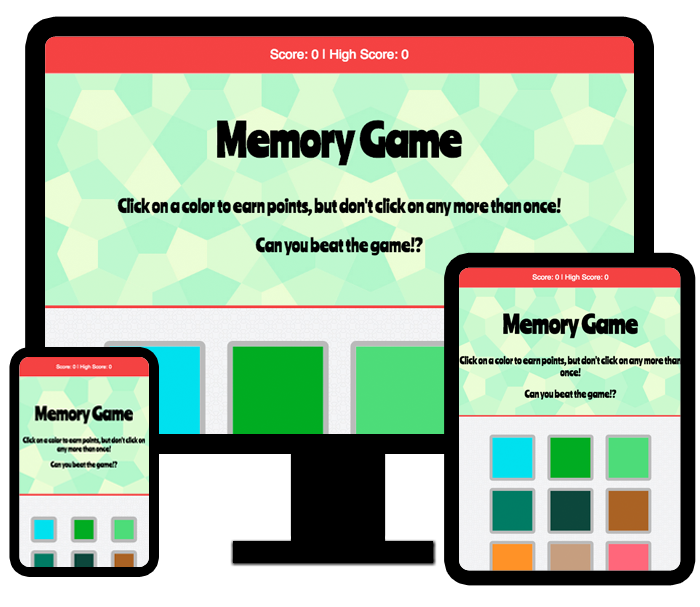 Score: 0 | High Score: 0
Memory Game
Click on a color to earn points, but don't click on any more than once!
Can you beat the game!?
Score: 0 | High Score: 0
Memory Game
Click on a color to earn points, but don't click on any more than
once!
Can you beat the game!?
Score: 0 | High Score: 0
Memory Game
Click on a color to earn points, but don't click on
any more than once!
Can you beat the game!?